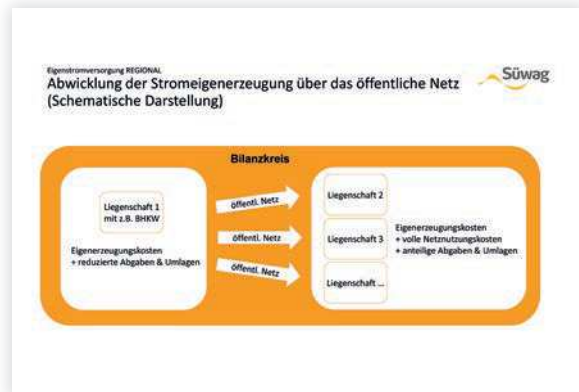 Eigenstromversorgung REGIONAL
Abwicklung der Stromeigenerzeugung über das öffentliche Netz
(Schematische Darstellung)
Süwag
Bilanzkreis
Liegenschaft 1
mit z.B. BHKW
Eigenerzeugungskosten
+ reduzierte Abgaben & Umlagen
öffentl. Netz
öffentl. Netz
öffentl. Netz
Liegenschaft 2
Liegenschaft 3
Liegenschaft ...
Eigenerzeugungskosten
+ volle Netznutzungskosten
+ anteilige Abgaben & Umlagen